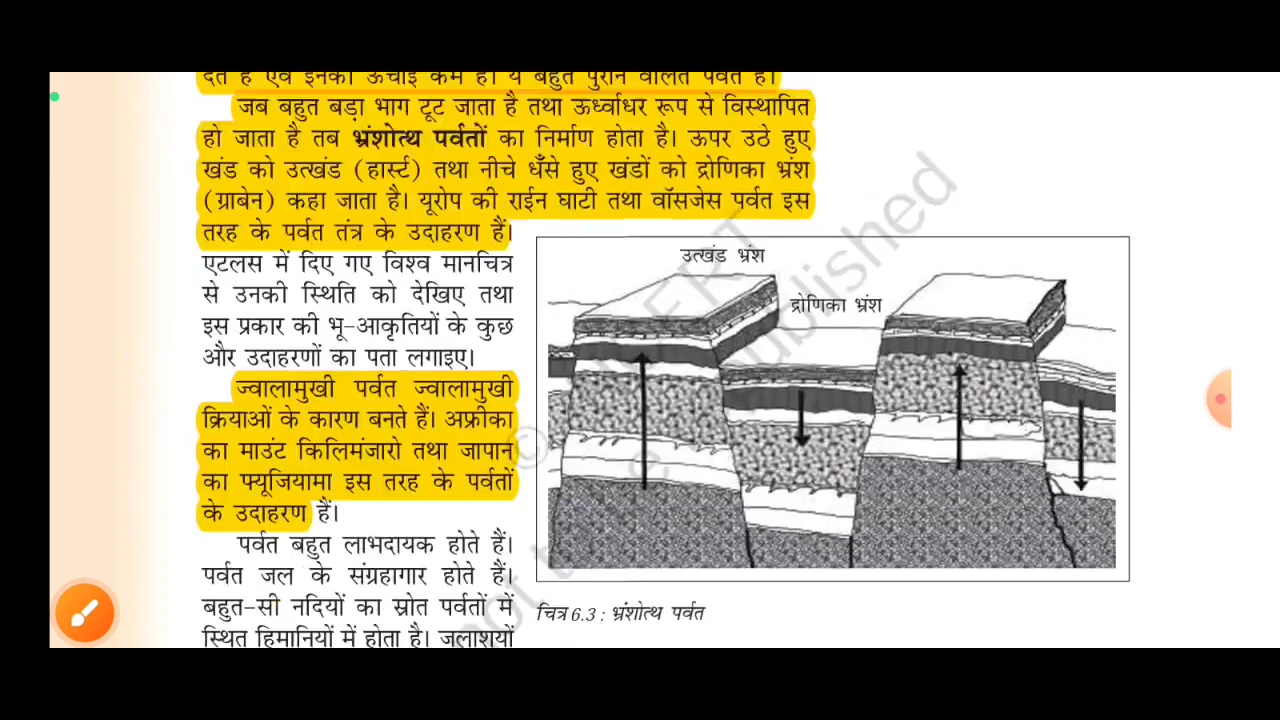 देते हैं एवं इनकी ऊँचाई कम है। ये बहुत पुराने वलित पर्वत हैं।
जब बहुत बड़ा भाग टूट जाता है तथा ऊर्ध्वाधर रूप से विस्थापित
हो जाता है तब भ्रंशोत्थ पर्वतों का निर्माण होता है। ऊपर उठे हुए
खंड को उत्खंड (हार्स्ट) तथा नीचे धँसे हुए खंडों को द्रोणिका भ्रंश
(ग्राबेन) कहा जाता है। यूरोप की राईन घाटी तथा वॉसजेस पर्वत इस
तरह के पर्वत तंत्र के उदाहरण हैं।
एटलस में दिए गए विश्व मानचित्र
से उनकी स्थिति को देखिए तथा
इस प्रकार की भू-आकृतियों के कुछ
और उदाहरणों का पता लगाइए।
ज्वालामुखी पर्वत ज्वालामुखी
क्रियाओं के कारण बनते हैं। अफ्रीका
का माउंट किलिमंजारो तथा जापान
का फ्यूजियामा इस तरह के पर्वतों
के उदाहरण हैं।
पर्वत बहुत लाभदायक होते हैं।
पर्वत जल के संग्रहागार होते हैं।
बहुत-सी नदियों का स्रोत पर्वतों में
स्थित हिमानियों में होता है। जलाशयों
उत्खंड भ्रंश
द्रोणिका भ्रंश
चित्र 6.3 : भ्रंशोत्थ पर्वत